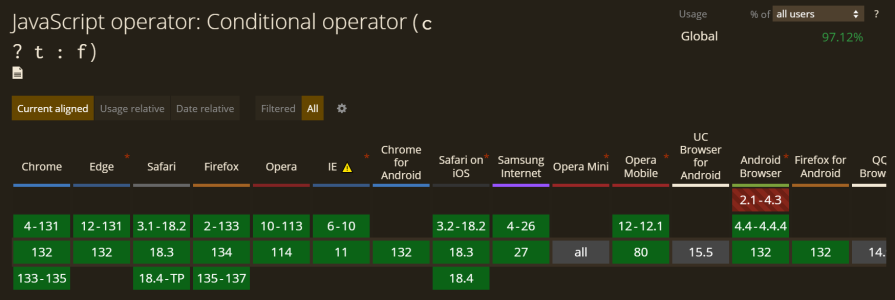 JavaScript operator: Conditional operator (c
? t : f)
Usage % of all users ?
Global 97.12%
Current aligned Usage relative Date relative Filtered All
Chrome Edge * Safari Firefox Opera IE * Chrome for Android Safari on iOS * Samsung Internet Opera Mini * Opera Mobile * UC Browser for Android Android Browser * Firefox for Android QQ Brow
2.1-4.3
4-131 12-131 3.1-18.2 2-133 10-113 6-10 3.2-18.2 4-26 12-12.1 4.4-4.4.4
132 132 18.3 134 114 11 132 18.3 27 all 80 15.5 132 132 14.
133-135 18.4-TP 135-137 18.4